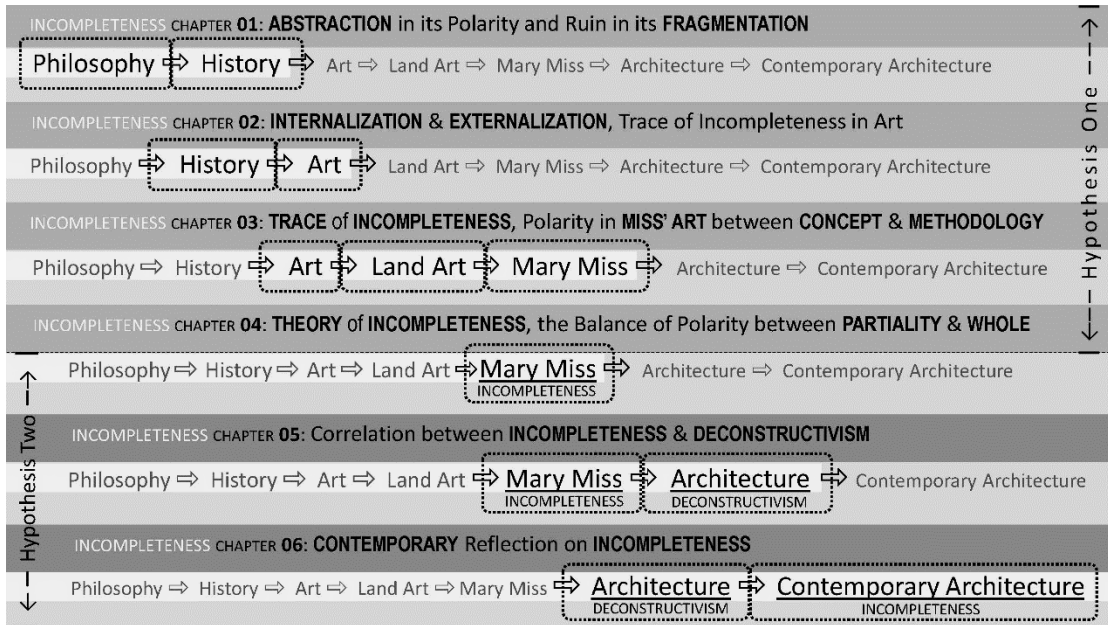 INCOMPLETENESS CHAPTER 01: ABSTRACTION in its Polarity and Ruin in its FRAGMENTATION
Philosophy ⇨ History ⇨ Art ⇨ Land Art ⇨ Mary Miss ⇨ Architecture ⇨ Contemporary Architecture
INCOMPLETENESS CHAPTER 02: INTERNALIZATION & EXTERNALIZATION, Trace of Incompleteness in Art
Philosophy ⇨ History ⇨ Art ⇨ Land Art ⇨ Mary Miss ⇨ Architecture ⇨ Contemporary Architecture
INCOMPLETENESS CHAPTER 03: TRACE of INCOMPLETENESS, Polarity in MISS' ART between CONCEPT & METHODOLOGY
Philosophy ⇨ History ⇨ Art ⇨ Land Art ⇨ Mary Miss ⇨ Architecture ⇨ Contemporary Architecture
INCOMPLETENESS CHAPTER 04: THEORY of INCOMPLETENESS, the Balance of Polarity between PARTIALITY & WHOLE
Hypothesis One
Philosophy ⇨ History ⇨ Art ⇨ Land Art ⇨ Mary Miss ⇨ Architecture ⇨ Contemporary Architecture
INCOMPLETENESS
INCOMPLETENESS CHAPTER 05: Correlation between INCOMPLETENESS & DECONSTRUCTIVISM
Philosophy ⇨ History ⇨ Art ⇨ Land Art ⇨ Mary Miss ⇨ Architecture ⇨ Contemporary Architecture
INCOMPLETENESS DECONSTRUCTIVISM
INCOMPLETENESS CHAPTER 06: CONTEMPORARY Reflection on INCOMPLETENESS
Philosophy ⇨ History ⇨ Art ⇨ Land Art ⇨ Mary Miss ⇨ Architecture ⇨ Contemporary Architecture
DECONSTRUCTIVISM INCOMPLETENESS
Hypothesis Two